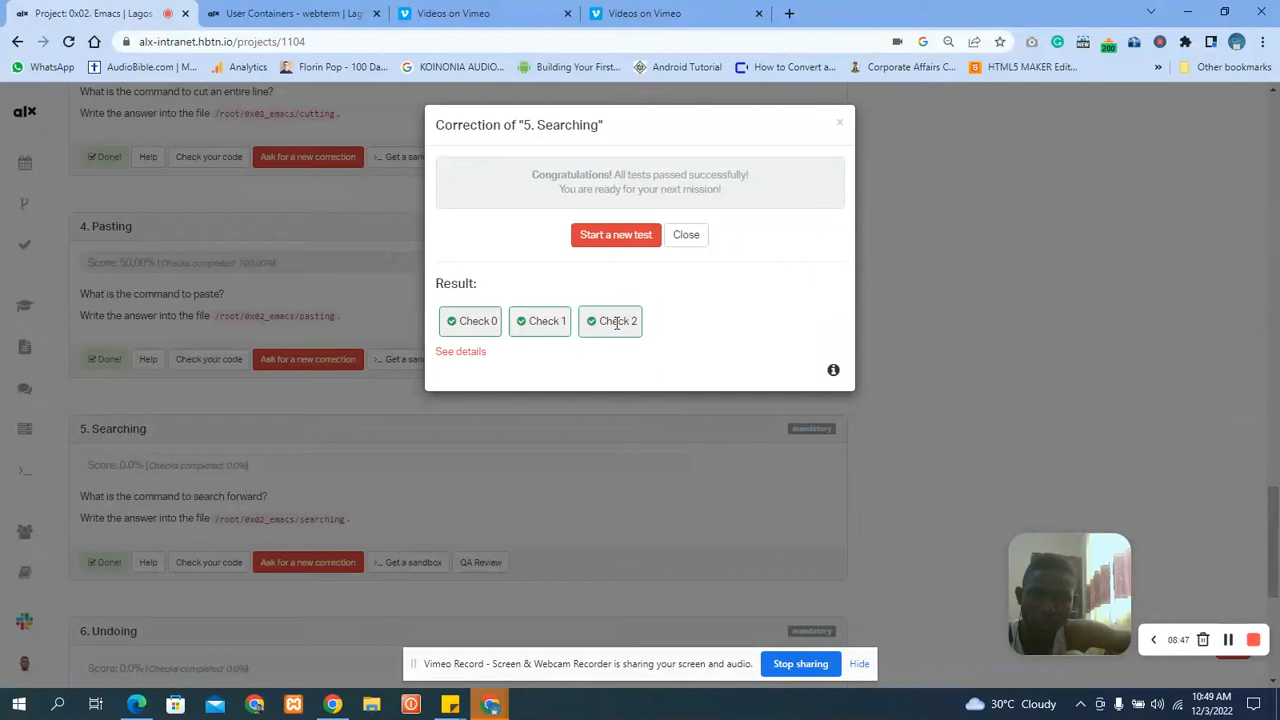 Project 0x02. Emacs | Lagos
User Containers - webterm | Lag
Videos on Vimeo
Videos on Vimeo
alx-intranet.hbtn.io/projects/1104
200
WhatsApp
AudioBible.com | M...
Analytics
Florin Pop - 100 Da...
KOINONIA AUDIO...
Building Your First...
Android Tutorial
How to Convert a...
Corporate Affairs C...
HTML5 MAKER Edit...
»
Other bookmarks
alx
What is the command to cut an entire line?
Write the answer into the file /root/0x02_emacs/cutting.
Done! Help Check your code Ask for a new correction >_ Get a san
4. Pasting
Score: 50.00% (Checks completed: 100.00%)
What is the command to paste?
Write the answer into the file /root/0x02_emacs/pasting.
Done! Help Check your code Ask for a new correction >_ Get a san
Correction of "5. Searching"
×
Congratulations! All tests passed successfully!
You are ready for your next mission!
Start a new test Close
Result:
Check 0 Check 1 Check 2
See details
5. Searching
mandatory
Score: 0.0% (Checks completed: 0.0%)
What is the command to search forward?
Write the answer into the file /root/0x02_emacs/searching.
Done! Help Check your code Ask for a new correction >_ Get a sandbox QA Review
6. Undoing
mandatory
Score: 0.0% (Checks completed: 0.0%)
Vimeo Record - Screen & Webcam Recorder is sharing your screen and audio.
Stop sharing
Hide
08:47
30°C Cloudy
10:49 AM
12/3/2022